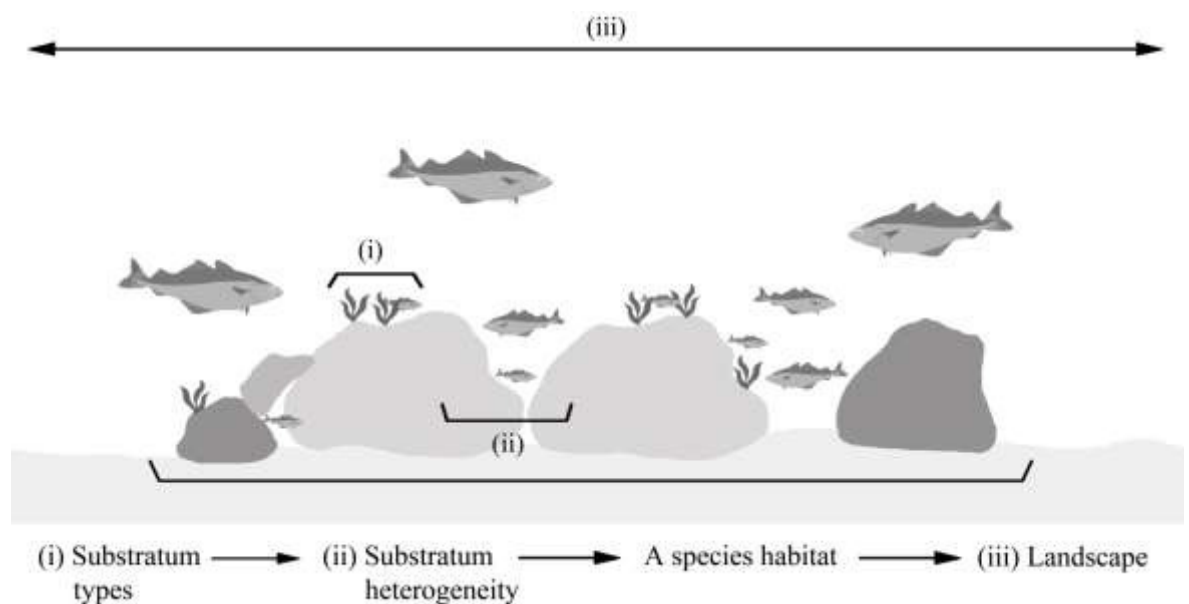 (iii)
(i)
(ii)
(i) Substratum types
(ii) Substratum heterogeneity
A species habitat
(iii) Landscape